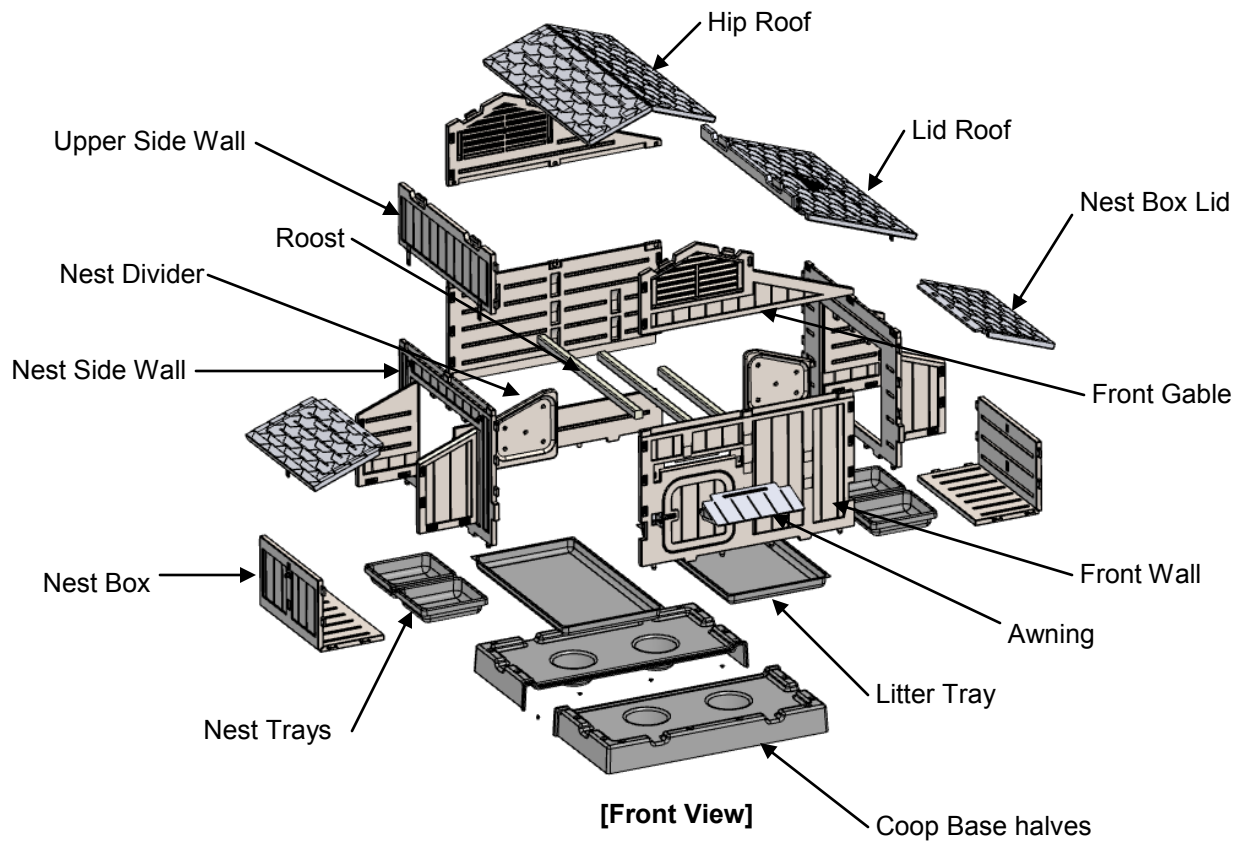 Hip Roof
Upper Side Wall
Lid Roof
Nest Box Lid
Roost
Nest Divider
Nest Side Wall
Front Gable
Nest Box
Front Wall
Awning
Litter Tray
Nest Trays
[Front View]
Coop Base halves